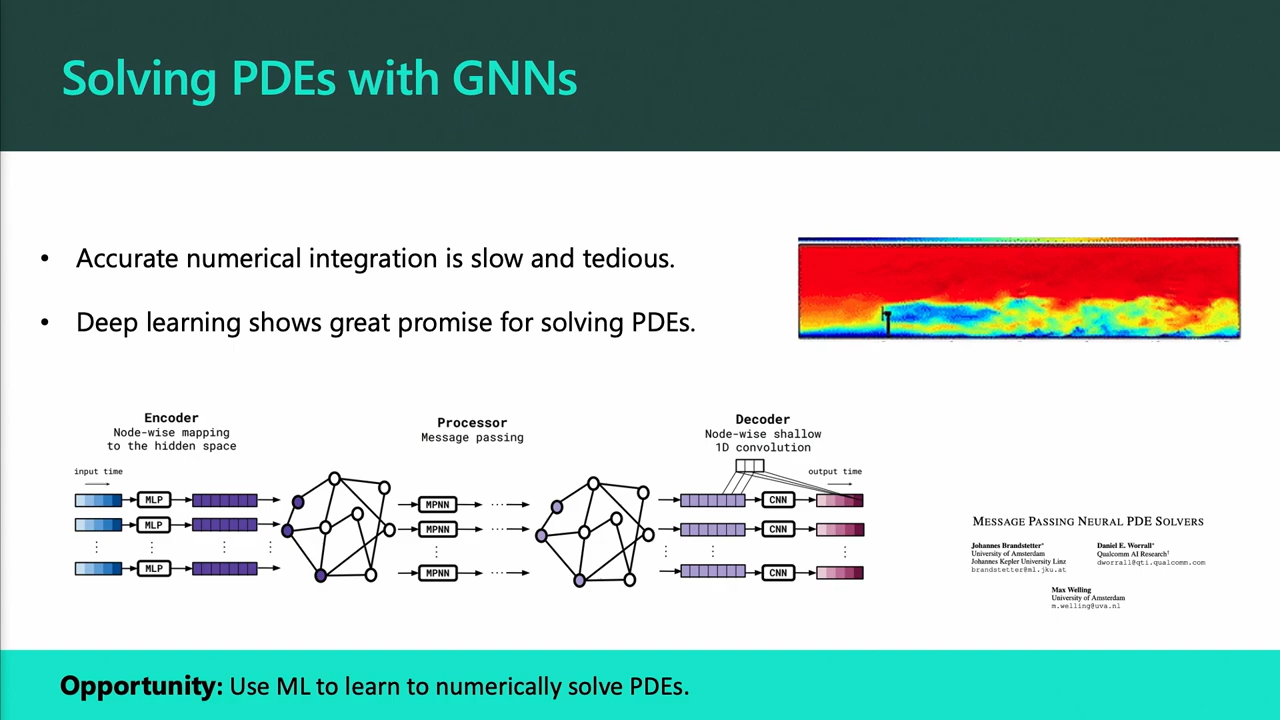 Solving PDEs with GNNs
• Accurate numerical integration is slow and tedious.
• Deep learning shows great promise for solving PDEs.
Encoder
Node-wise mapping
to the hidden space
Processor
Message passing
Decoder
Node-wise shallow
1D convolution
input time
output time
MLP
MPNN
...
...
CNN
MLP
MPNN
...
...
CNN
MLP
MPNN
...
...
CNN
MESSAGE PASSING NEURAL PDE SOLVERS
Johannes Brandstetter*
University of Amsterdam
Johannes Kepler University Linz
brandstetter@ml.jku.at
Daniel E. Worrall*
Qualcomm AI Research†
dworrall@qti.qualcomm.com
Max Welling
University of Amsterdam
m.welling@uva.nl
Opportunity: Use ML to learn to numerically solve PDEs.